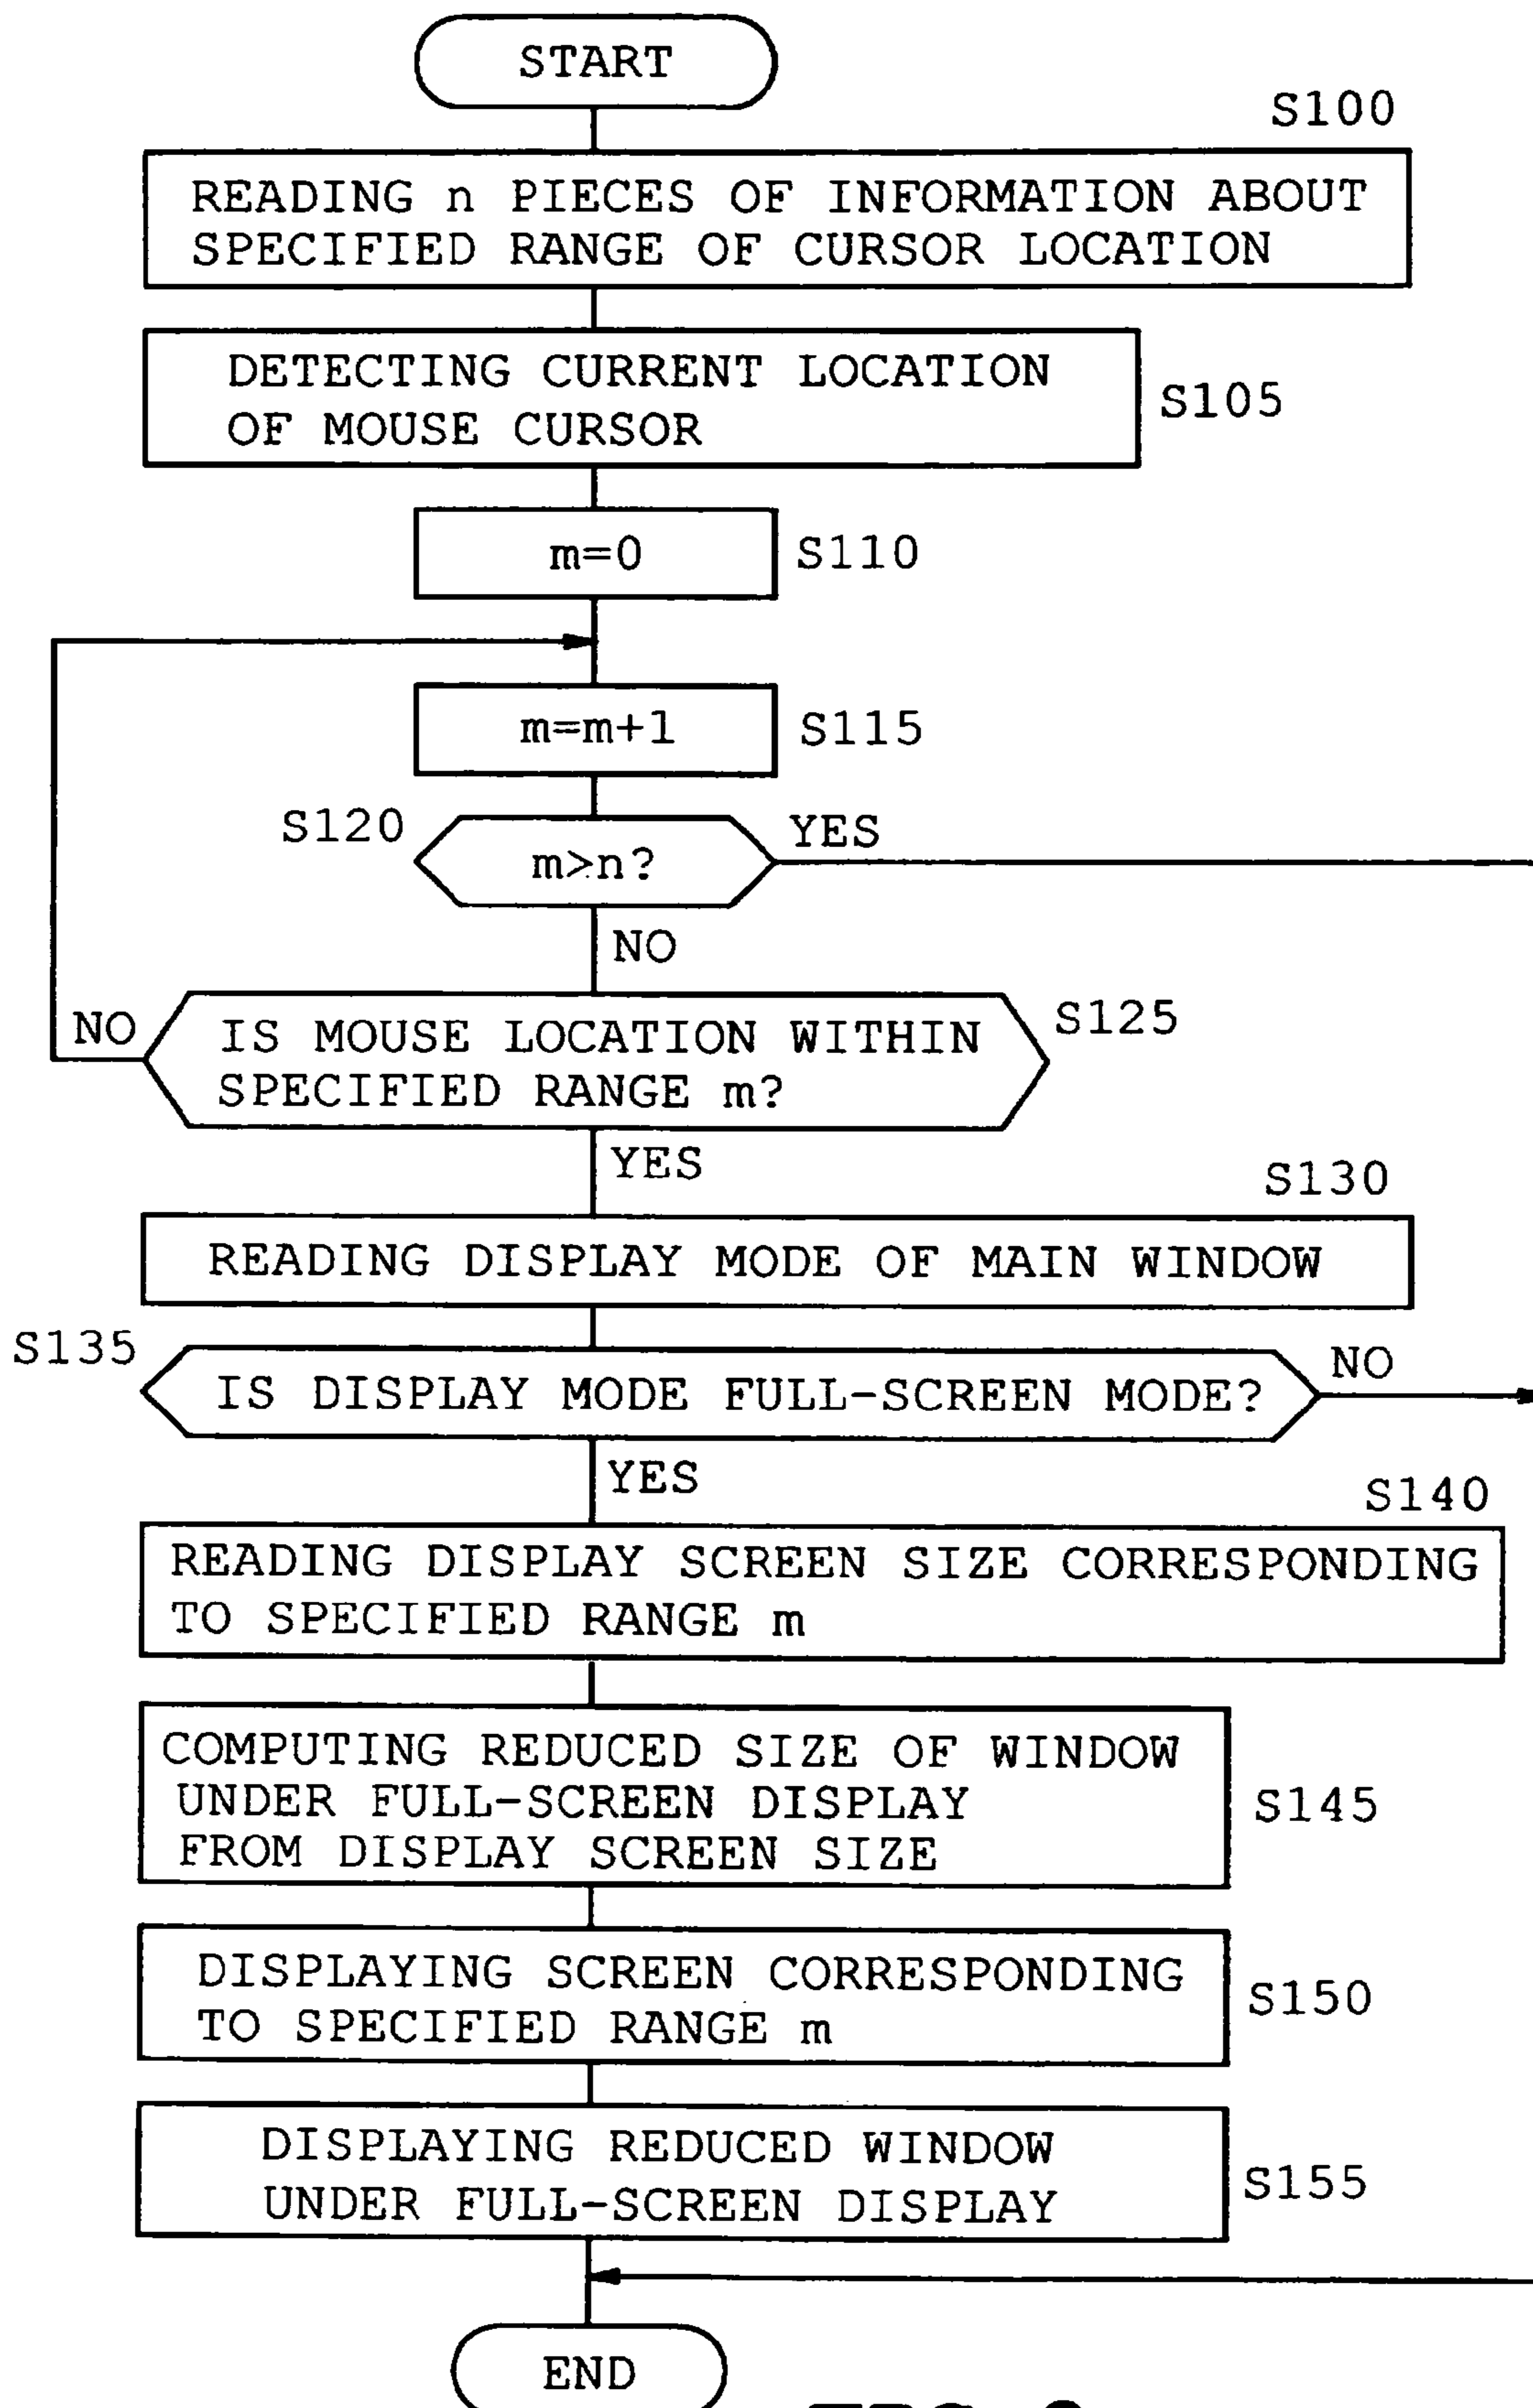 START
S100
READING n PIECES OF INFORMATION ABOUT
SPECIFIED RANGE OF CURSOR LOCATION
DETECTING CURRENT LOCATION
OF MOUSE CURSOR
S105
m=0
S110
m=m+1
S115
S120
m>n?
YES
NO
NO
IS MOUSE LOCATION WITHIN
SPECIFIED RANGE m?
S125
YES
S130
READING DISPLAY MODE OF MAIN WINDOW
S135
IS DISPLAY MODE FULL-SCREEN MODE?
NO
YES
S140
READING DISPLAY SCREEN SIZE CORRESPONDING
TO SPECIFIED RANGE m
COMPUTING REDUCED SIZE OF WINDOW
UNDER FULL-SCREEN DISPLAY
FROM DISPLAY SCREEN SIZE
S145
DISPLAYING SCREEN CORRESPONDING
TO SPECIFIED RANGE m
S150
DISPLAYING REDUCED WINDOW
UNDER FULL-SCREEN DISPLAY
S155
END